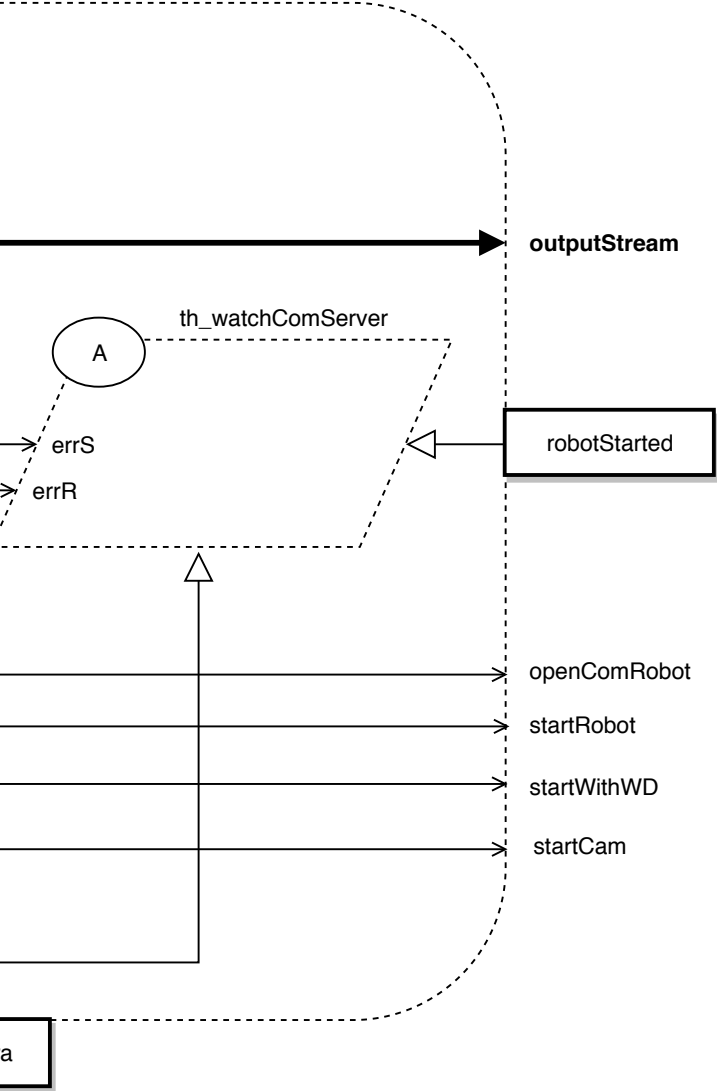 outputStream
th_watchComServer
A
errS
robotStarted
errR
openComRobot
startRobot
startWithWD
startCam